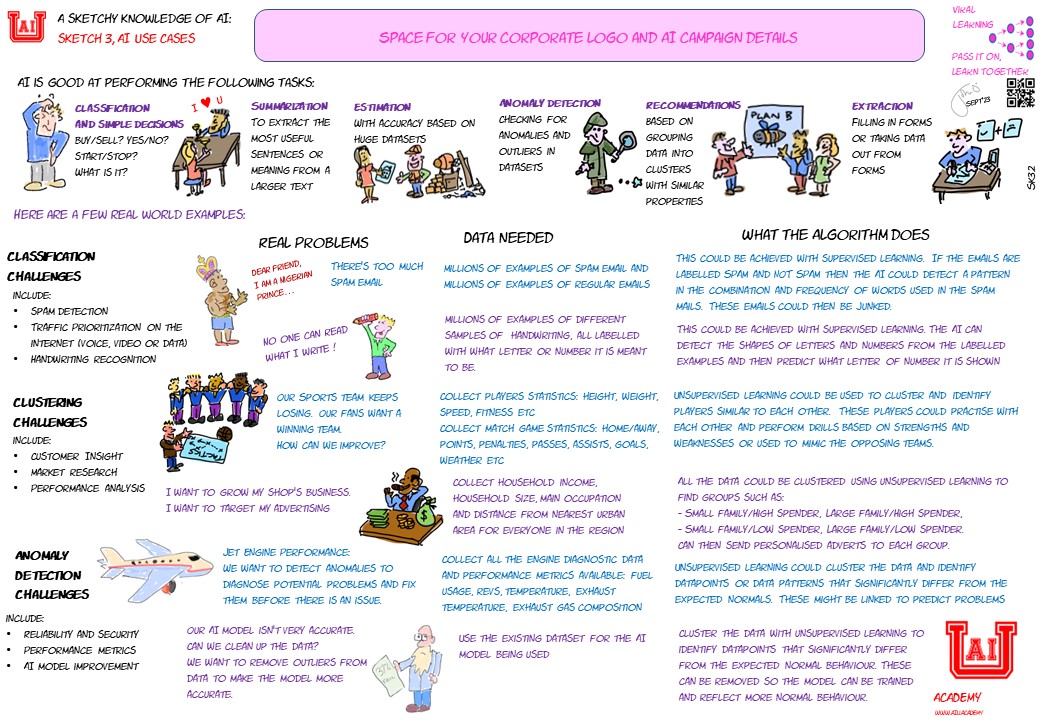 AI
A SKETCHY KNOWLEDGE OF AI:
SKETCH 3, AI USE CASES
SPACE FOR YOUR CORPORATE LOGO AND AI CAMPAIGN DETAILS
VIRAL
LEARNING
PASS IT ON,
LEARN TOGETHER
SEPT'23
SK3.2
AI IS GOOD AT PERFORMING THE FOLLOWING TASKS:
CLASSIFICATION
AND SIMPLE DECISIONS
BUY/SELL? YES/NO?
START/STOP?
WHAT IS IT?
I ♥ U
SUMMARIZATION
TO EXTRACT THE
MOST USEFUL
SENTENCES OR
MEANING FROM A
LARGER TEXT
ESTIMATION
WITH ACCURACY BASED ON
HUGE DATASETS
ANOMALY DETECTION
CHECKING FOR
ANOMALIES AND
OUTLIERS IN
DATASETS
RECOMMENDATIONS
BASED ON
GROUPING
DATA INTO
CLUSTERS
WITH SIMILAR
PROPERTIES
PLAN B
EXTRACTION
FILLING IN FORMS
OR TAKING DATA
OUT FROM
FORMS
HERE ARE A FEW REAL WORLD EXAMPLES:
REAL PROBLEMS
DATA NEEDED
WHAT THE ALGORITHM DOES
CLASSIFICATION
CHALLENGES
INCLUDE:
• SPAM DETECTION
• TRAFFIC PRIORITIZATION ON THE
INTERNET (VOICE, VIDEO OR DATA)
• HANDWRITING RECOGNITION
DEAR FRIEND,
I AM A NIGERIAN
PRINCE...
THERE'S TOO MUCH
SPAM EMAIL
MILLIONS OF EXAMPLES OF SPAM EMAIL AND
MILLIONS OF EXAMPLES OF REGULAR EMAILS
THIS COULD BE ACHIEVED WITH SUPERVISED LEARNING. IF THE EMAILS ARE
LABELLED SPAM AND NOT SPAM THEN THE AI COULD DETECT A PATTERN
IN THE COMBINATION AND FREQUENCY OF WORDS USED IN THE SPAM
MAILS. THESE EMAILS COULD THEN BE JUNKED.
NO ONE CAN READ
WHAT I WRITE !
MILLIONS OF EXAMPLES OF DIFFERENT
SAMPLES OF HANDWRITING, ALL LABELLED
WITH WHAT LETTER OR NUMBER IT IS MEANT
TO BE.
THIS COULD BE ACHIEVED WITH SUPERVISED LEARNING. THE AI CAN
DETECT THE SHAPES OF LETTERS AND NUMBERS FROM THE LABELLED
EXAMPLES AND THEN PREDICT WHAT LETTER OF NUMBER IT IS SHOWN
CLUSTERING
CHALLENGES
INCLUDE:
• CUSTOMER INSIGHT
• MARKET RESEARCH
• PERFORMANCE ANALYSIS
TACTICS
OUR SPORTS TEAM KEEPS
LOSING. OUR FANS WANT A
WINNING TEAM.
HOW CAN WE IMPROVE?
COLLECT PLAYERS STATISTICS: HEIGHT, WEIGHT,
SPEED, FITNESS ETC
COLLECT MATCH GAME STATISTICS: HOME/AWAY,
POINTS, PENALTIES, PASSES, ASSISTS, GOALS,
WEATHER ETC
UNSUPERVISED LEARNING COULD BE USED TO CLUSTER AND IDENTIFY
PLAYERS SIMILAR TO EACH OTHER. THESE PLAYERS COULD PRACTISE WITH
EACH OTHER AND PERFORM DRILLS BASED ON STRENGTHS AND
WEAKNESSES OR USED TO MIMIC THE OPPOSING TEAMS.
I WANT TO GROW MY SHOP'S BUSINESS.
I WANT TO TARGET MY ADVERTISING
$
COLLECT HOUSEHOLD INCOME,
HOUSEHOLD SIZE, MAIN OCCUPATION
AND DISTANCE FROM NEAREST URBAN
AREA FOR EVERYONE IN THE REGION
ALL THE DATA COULD BE CLUSTERED USING UNSUPERVISED LEARNING TO
FIND GROUPS SUCH AS:
- SMALL FAMILY/HIGH SPENDER, LARGE FAMILY/HIGH SPENDER,
- SMALL FAMILY/LOW SPENDER, LARGE FAMILY/LOW SPENDER.
CAN THEN SEND PERSONALISED ADVERTS TO EACH GROUP.
ANOMALY
DETECTION
CHALLENGES
INCLUDE:
• RELIABILITY AND SECURITY
• PERFORMANCE METRICS
• AI MODEL IMPROVEMENT
JET ENGINE PERFORMANCE:
WE WANT TO DETECT ANOMALIES TO
DIAGNOSE POTENTIAL PROBLEMS AND FIX
THEM BEFORE THERE IS AN ISSUE.
COLLECT ALL THE ENGINE DIAGNOSTIC DATA
AND PERFORMANCE METRICS AVAILABLE: FUEL
USAGE, REVS, TEMPERATURE, EXHAUST
TEMPERATURE, EXHAUST GAS COMPOSITION
UNSUPERVISED LEARNING COULD CLUSTER THE DATA AND IDENTIFY
DATAPOINTS OR DATA PATTERNS THAT SIGNIFICANTLY DIFFER FROM THE
EXPECTED NORMALS. THESE MIGHT BE LINKED TO PREDICT PROBLEMS
OUR AI MODEL ISN'T VERY ACCURATE.
CAN WE CLEAN UP THE DATA?
WE WANT TO REMOVE OUTLIERS FROM
DATA TO MAKE THE MODEL MORE
ACCURATE.
37%
FAIL
USE THE EXISTING DATASET FOR THE AI
MODEL BEING USED
CLUSTER THE DATA WITH UNSUPERVISED LEARNING TO
IDENTIFY DATAPOINTS THAT SIGNIFICANTLY DIFFER
FROM THE EXPECTED NORMAL BEHAVIOUR. THESE
CAN BE REMOVED SO THE MODEL CAN BE TRAINED
AND REFLECT MORE NORMAL BEHAVIOUR.
AI
ACADEMY